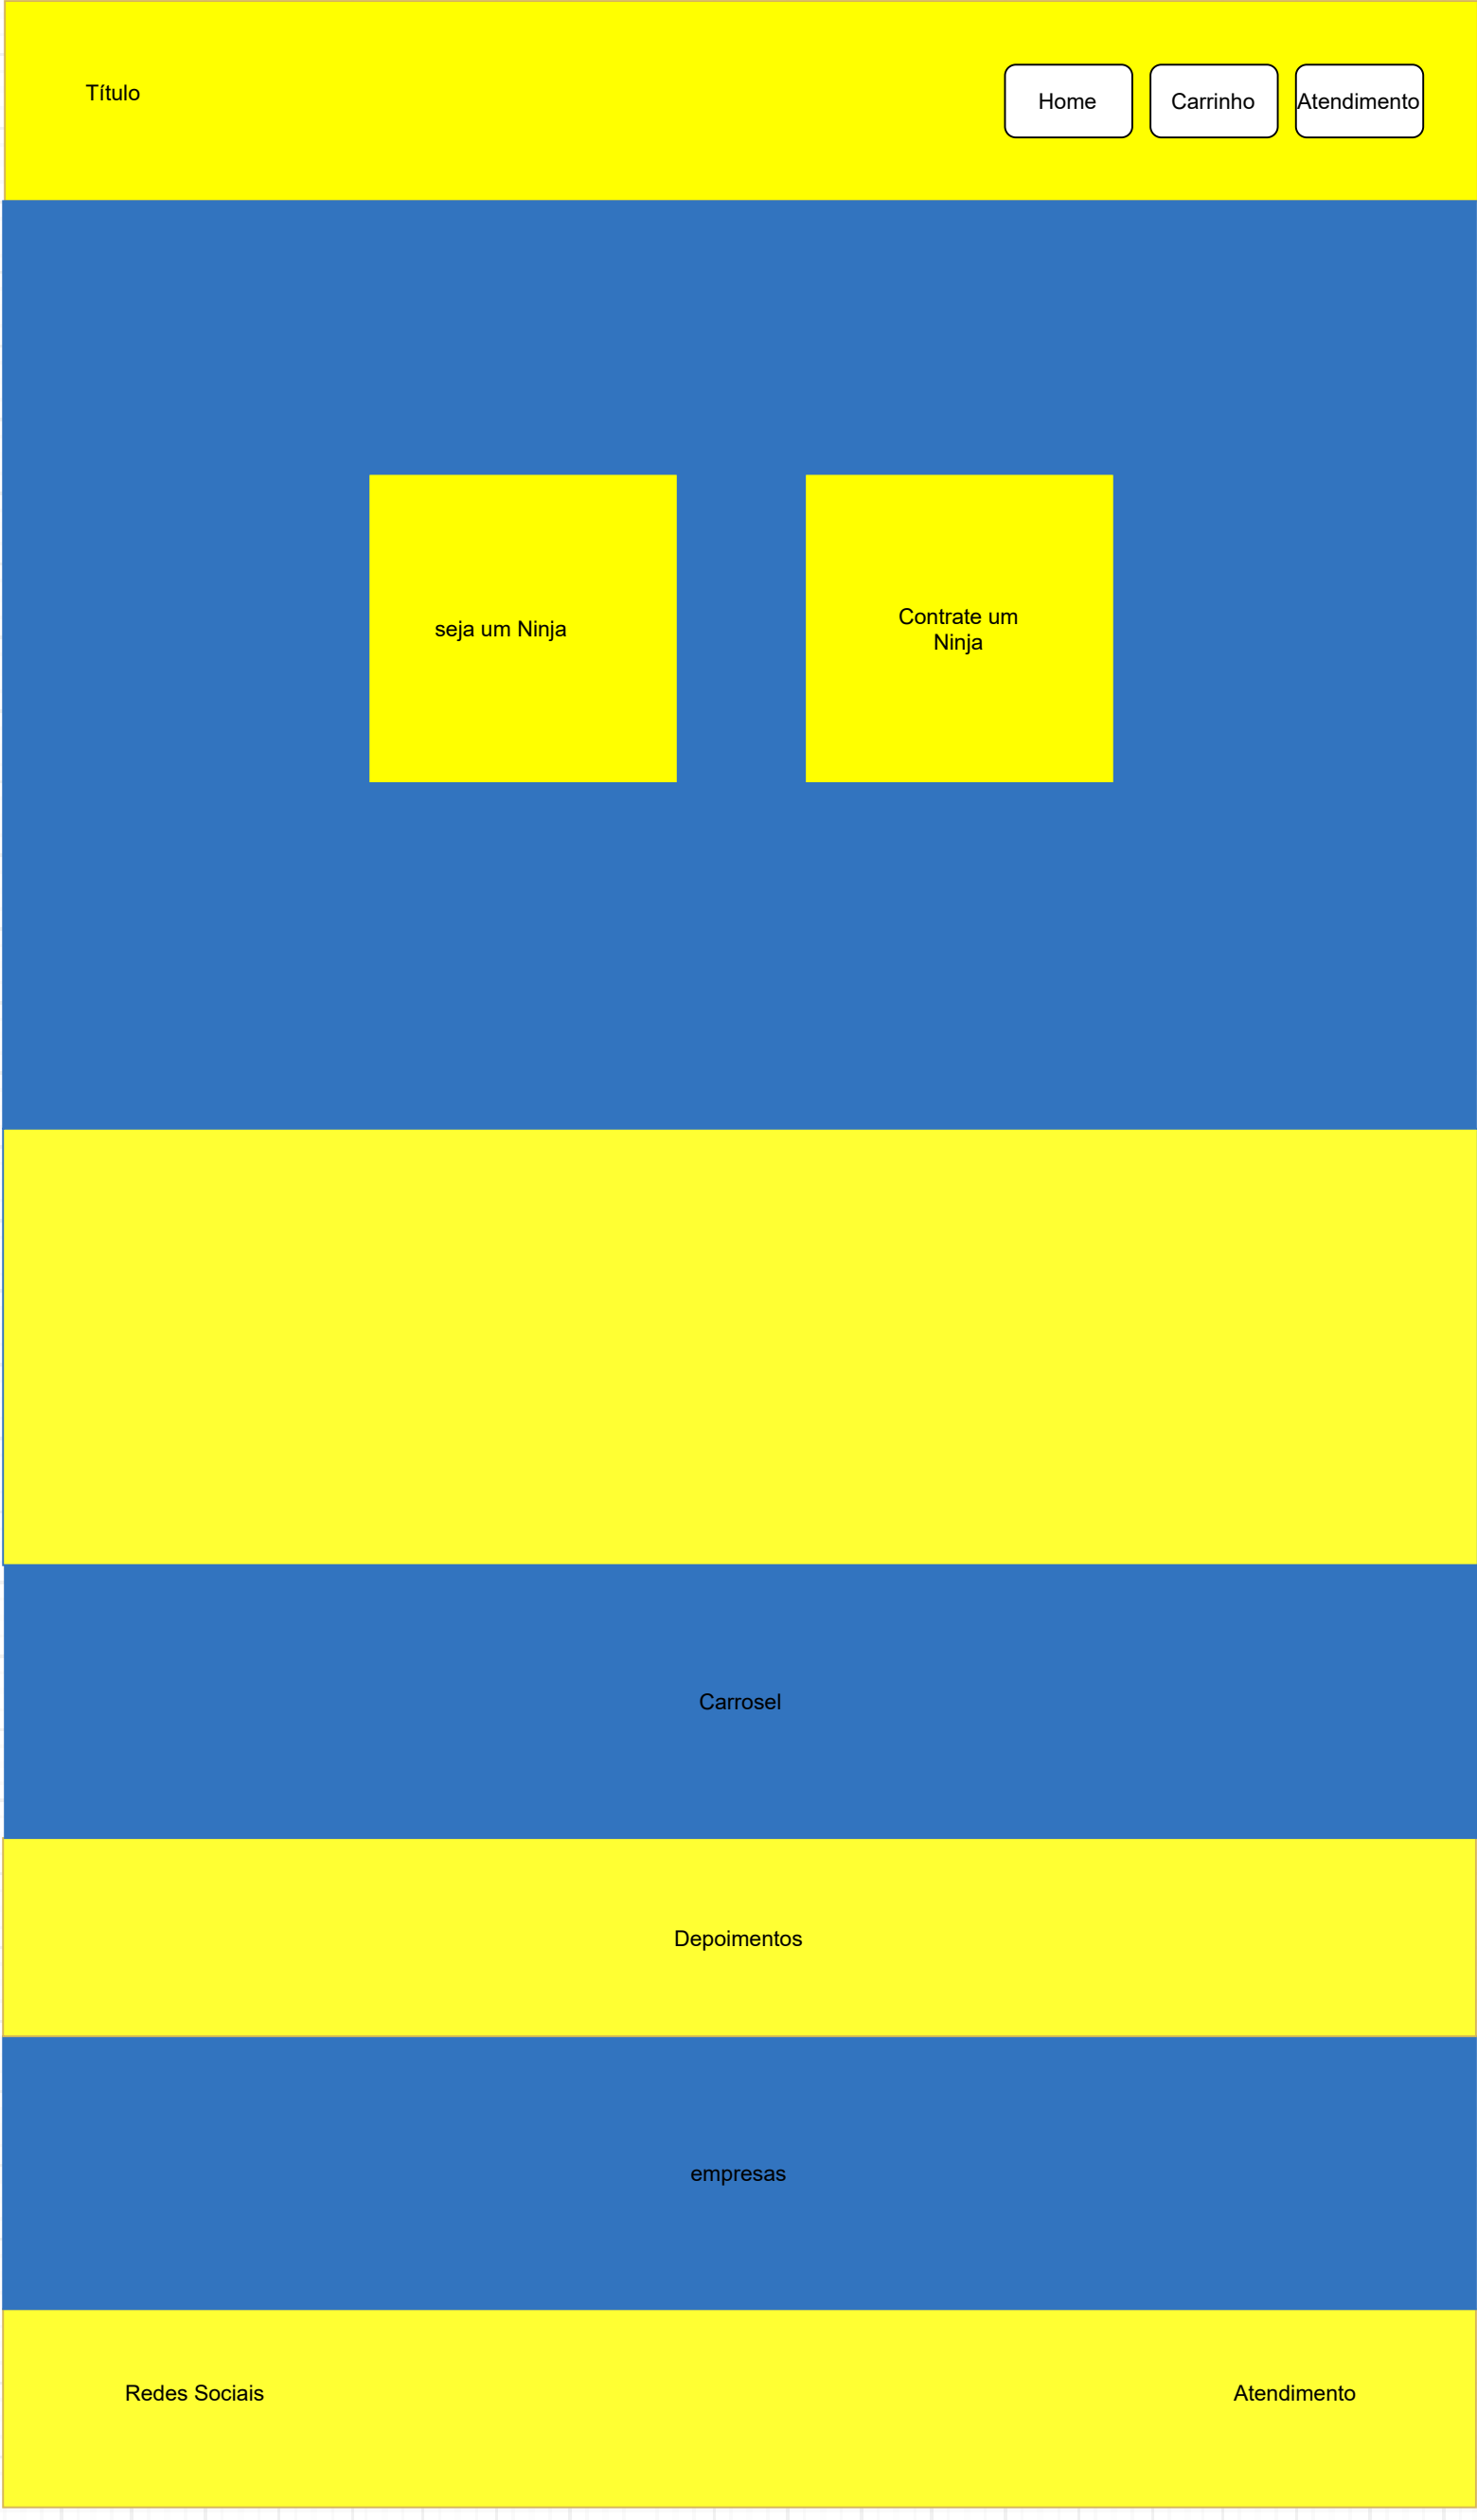 Título
Home
Carrinho
Atendimento
seja um Ninja
Contrate um
Ninja
Carrosel
Depoimentos
empresas
Redes Sociais
Atendimento